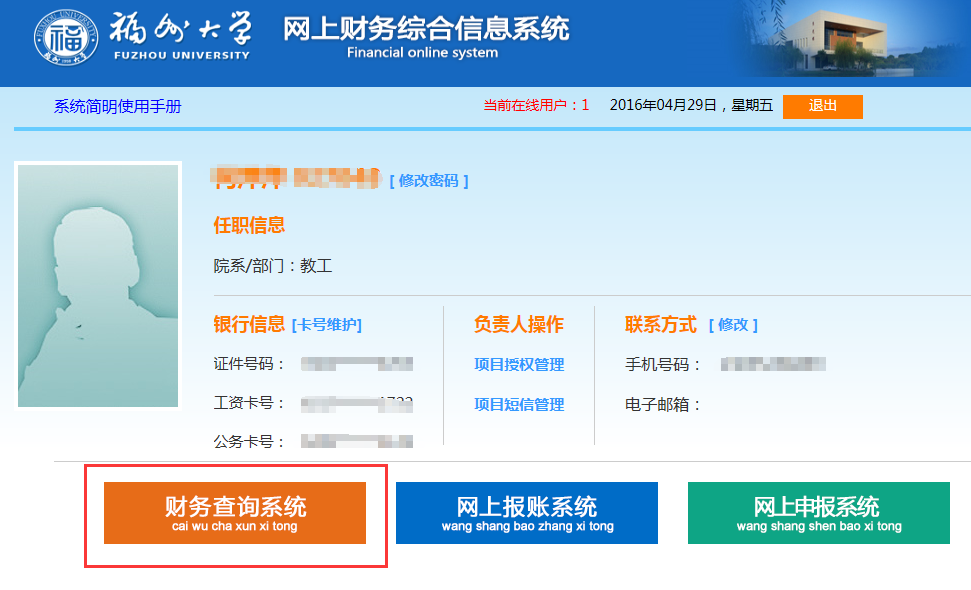 福州大学
FUZHOU UNIVERSITY
网上财务综合信息系统
Financial online system
系统简明使用手册
当前在线用户：1
2016年04月29日，星期五
退出
[ 修改密码 ]
任职信息
院系/部门：教工
银行信息 [卡号维护]
负责人操作
联系方式 [ 修改 ]
证件号码：
项目授权管理
手机号码：
工资卡号：
项目短信管理
电子邮箱：
公务卡号：
财务查询系统
cai wu cha xun xi tong
网上报账系统
wang shang bao zhang xi tong
网上申报系统
wang shang shen bao xi tong